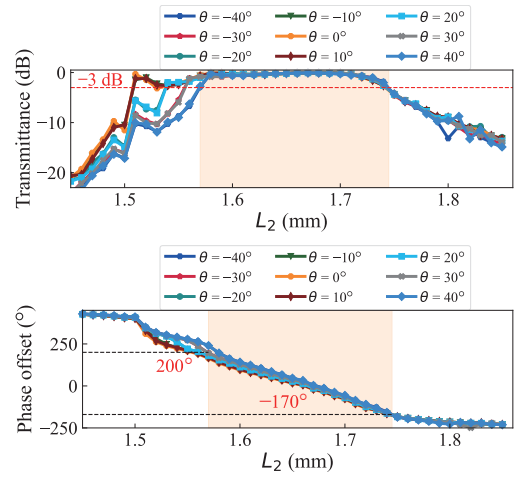 θ = −40° θ = −10° θ = 20°
θ = −30° θ = 0° θ = 30°
θ = −20° θ = 10° θ = 40°
Transmittance (dB)
0
−10
−20
−3 dB
1.5 1.6 1.7 1.8
L₂ (mm)
θ = −40° θ = −10° θ = 20°
θ = −30° θ = 0° θ = 30°
θ = −20° θ = 10° θ = 40°
Phase offset (°)
250
0
−250
200°
−170°
1.5 1.6 1.7 1.8
L₂ (mm)